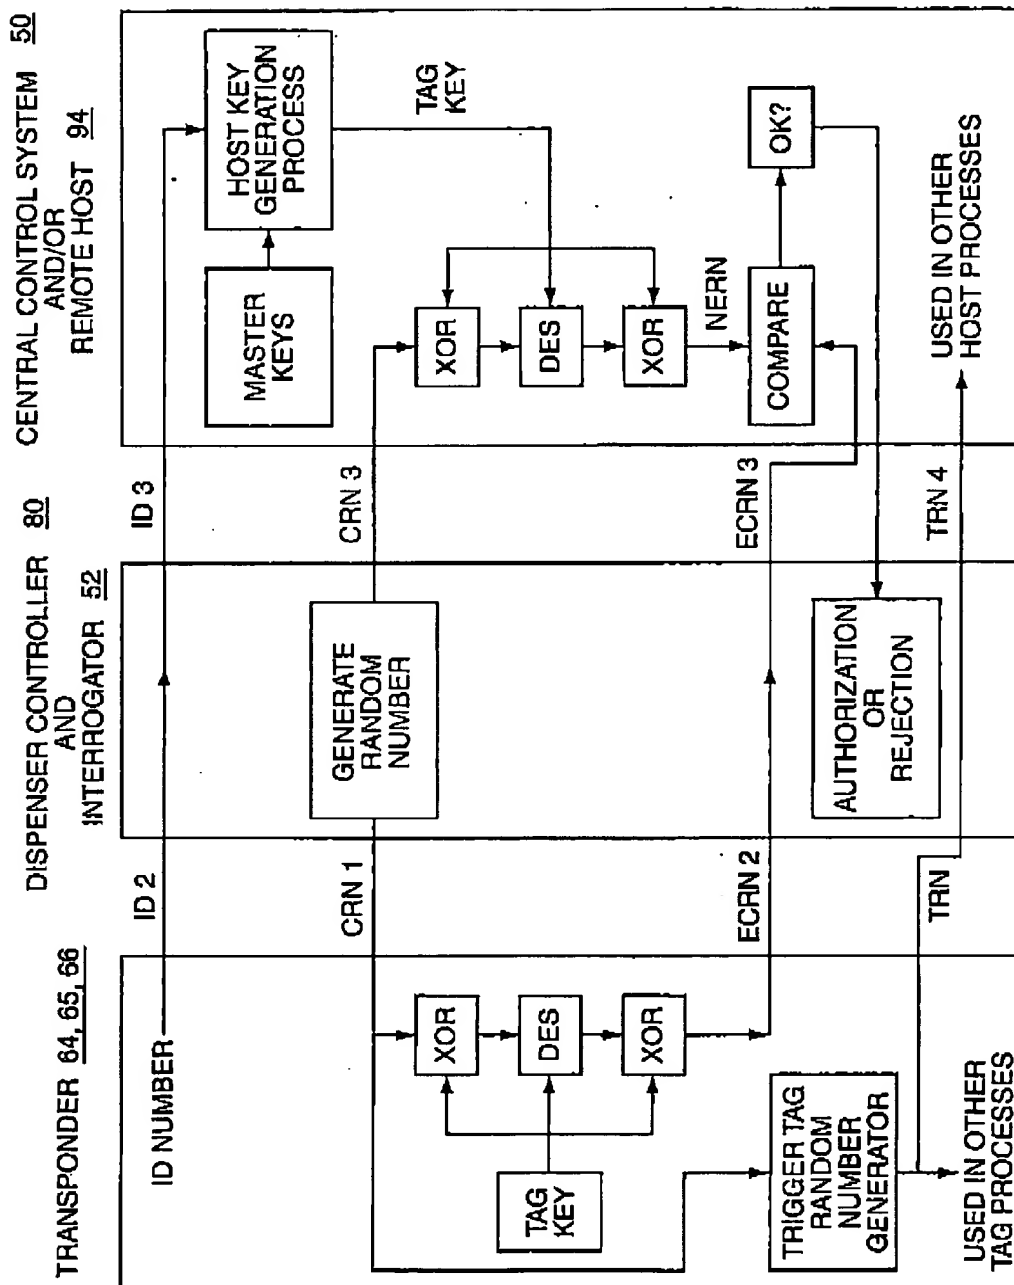 TRANSPONDER 64, 65, 66
ID NUMBER
XOR
DES
XOR
TAG
KEY
TRIGGER TAG
RANDOM
NUMBER
GENERATOR
USED IN OTHER
TAG PROCESSES
ID 2
CRN 1
ECRN 2
TRN
DISPENSER CONTROLLER 80
AND
INTERROGATOR 52
GENERATE
RANDOM
NUMBER
AUTHORIZATION
OR
REJECTION
ID 3
CRN 3
ECRN 3
TRN 4
CENTRAL CONTROL SYSTEM 50
AND/OR
REMOTE HOST 94
MASTER
KEYS
HOST KEY
GENERATION
PROCESS
TAG
KEY
XOR
DES
XOR
NERN
COMPARE
OK?
USED IN OTHER
HOST PROCESSES